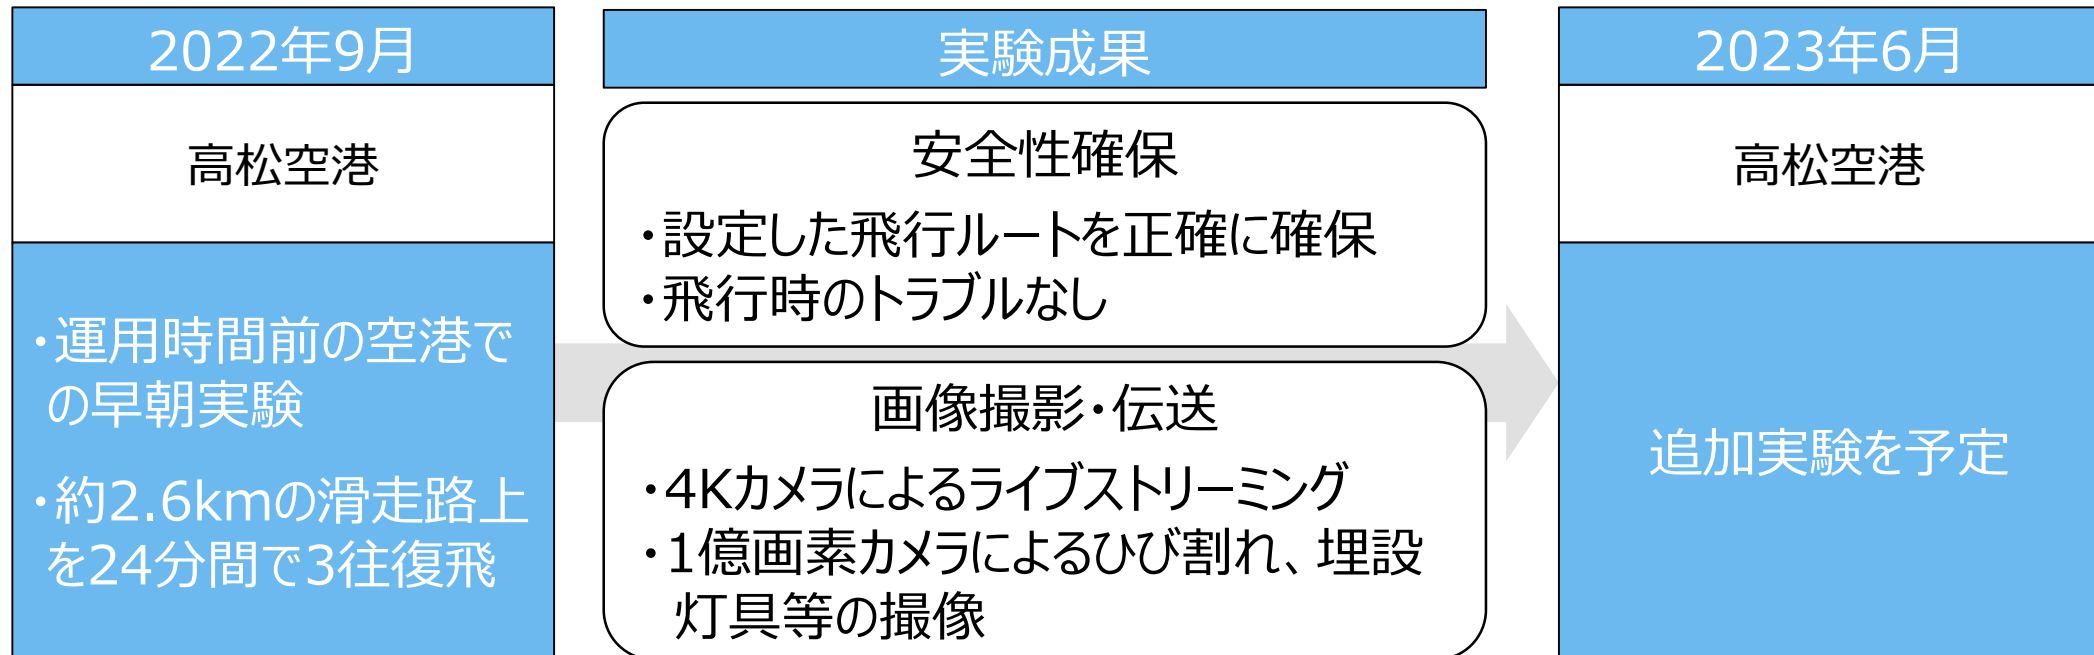 2022年9月
高松空港
・運用時間前の空港で
の早朝実験
・約2.6kmの滑走路上
を24分間で3往復飛
実験成果
安全性確保
・設定した飛行ルートを正確に確保
・飛行時のトラブルなし
画像撮影・伝送
・4Kカメラによるライブストリーミング
・1億画素カメラによるひび割れ、埋設
灯具等の撮像
2023年6月
高松空港
追加実験を予定